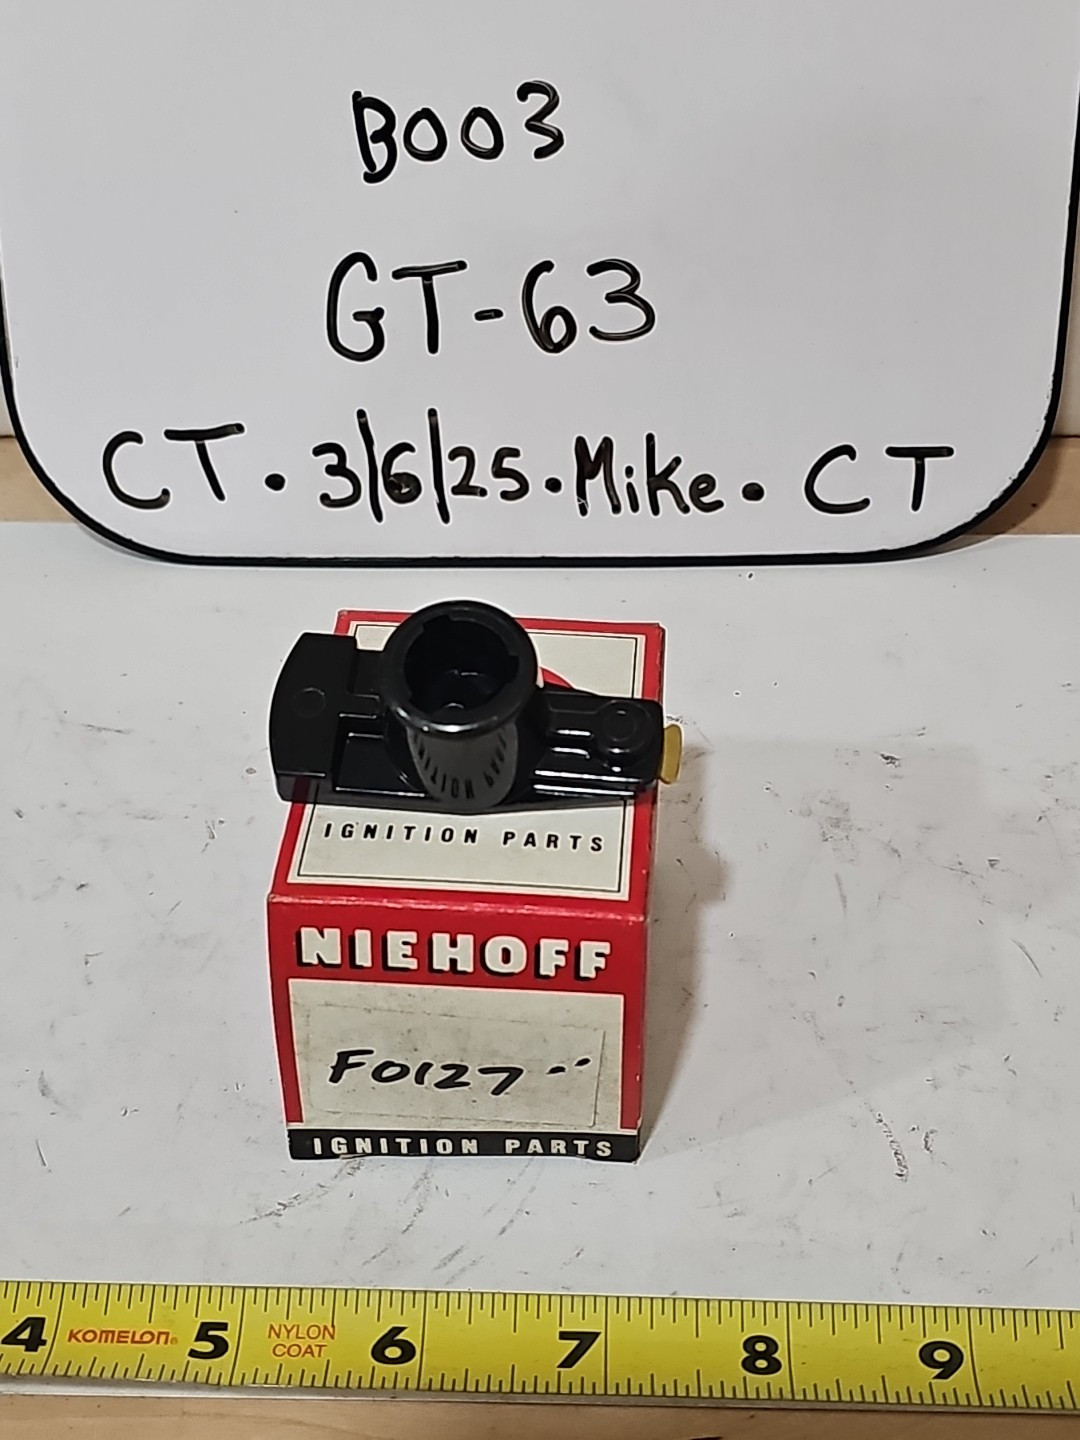 B003
GT-63
CT. 3/6/25.Mike. CT
IGNITION PARTS
NIEHOFF
F0127
IGNITION PARTS
4 KOMELON 5 NYLON COAT 6 7 8 9